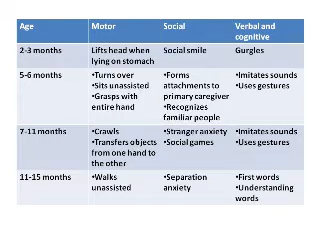 Age Motor Social Verbal and
cognitive
2-3 months Lifts head when Social smile Gurgles
lying on stomach
5-6 months •Turns over •Forms •Imitates sounds
•Sits unassisted attachments to •Uses gestures
•Grasps with primary caregiver
entire hand •Recognizes
familiar people
7-11 months •Crawls •Stranger anxiety •Imitates sounds
•Transfers objects •Social games •Uses gestures
from one hand to
the other
11-15 months •Walks •Separation •First words
unassisted anxiety •Understanding
words